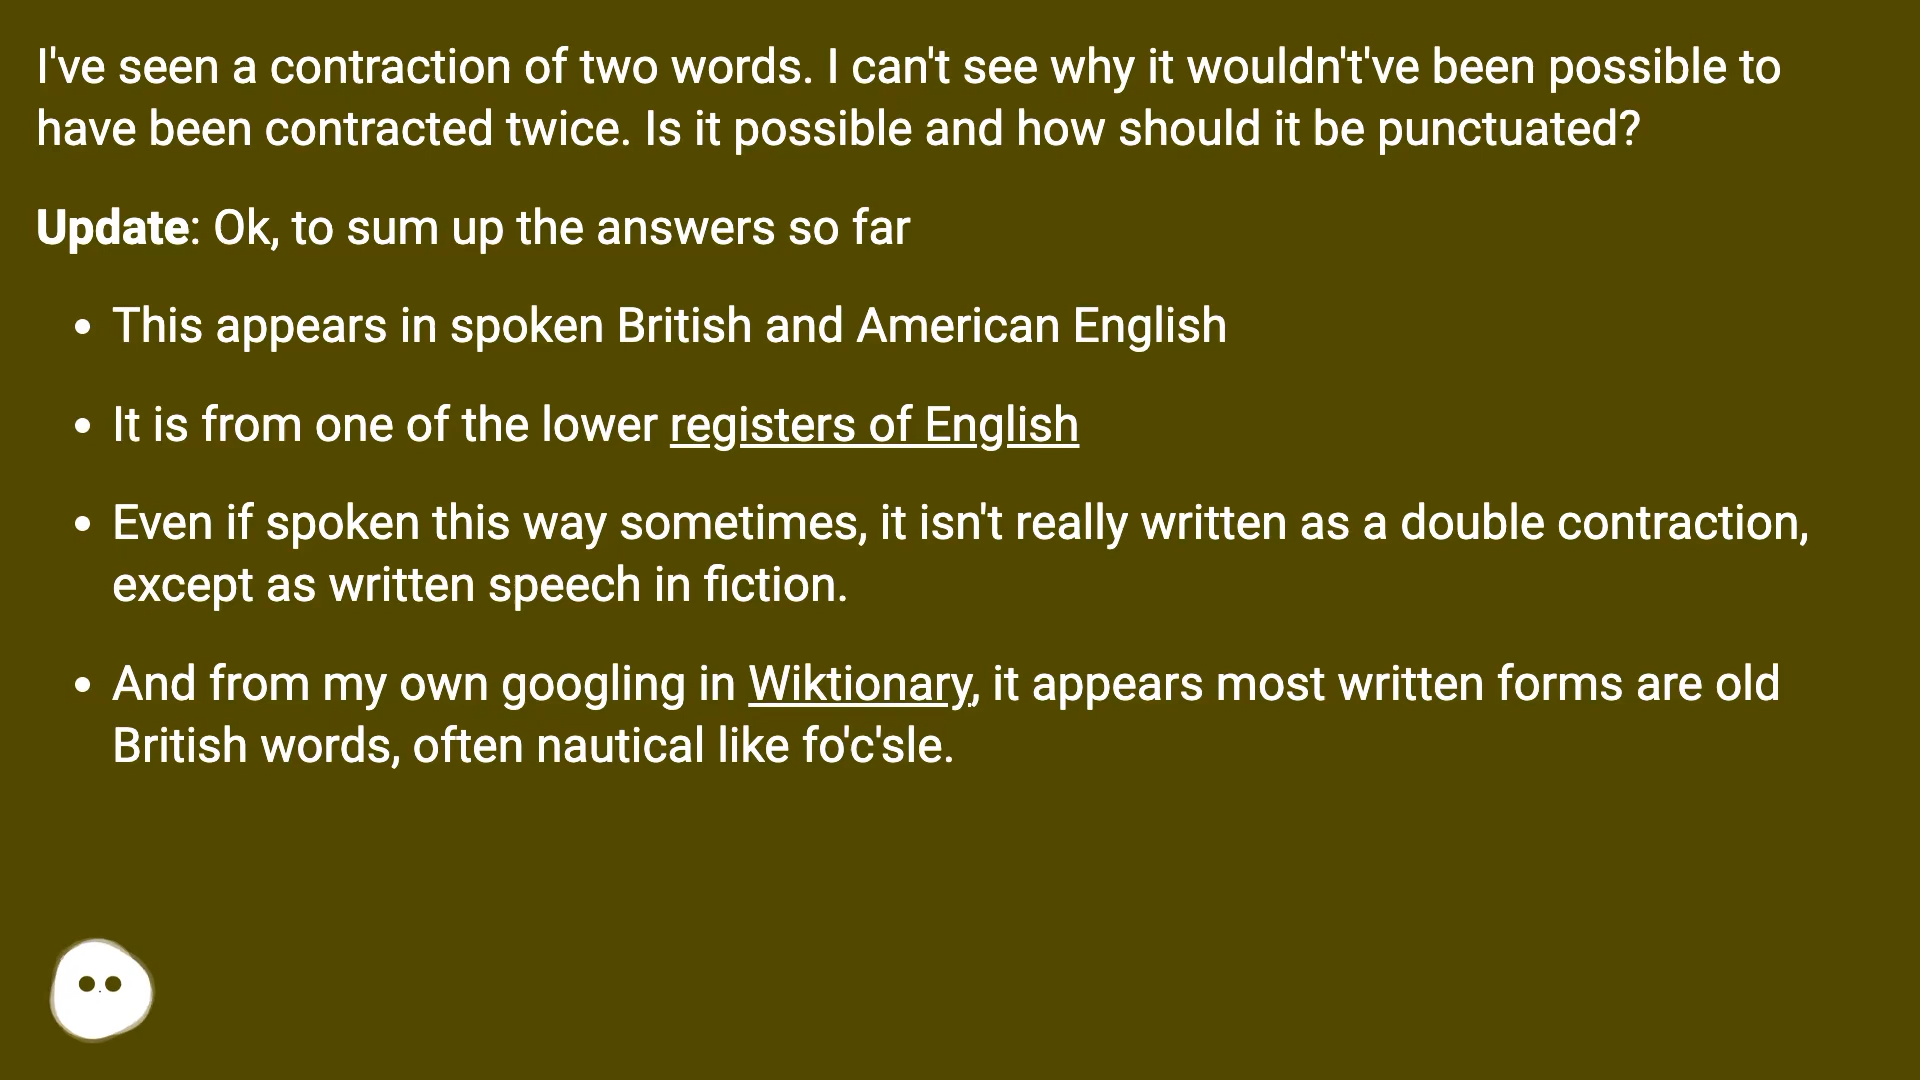 I've seen a contraction of two words. I can't see why it wouldn't've been possible to
have been contracted twice. Is it possible and how should it be punctuated?
Update: Ok, to sum up the answers so far
• This appears in spoken British and American English
• It is from one of the lower registers of English
• Even if spoken this way sometimes, it isn't really written as a double contraction,
except as written speech in fiction.
• And from my own googling in Wiktionary, it appears most written forms are old
British words, often nautical like fo'c'sle.